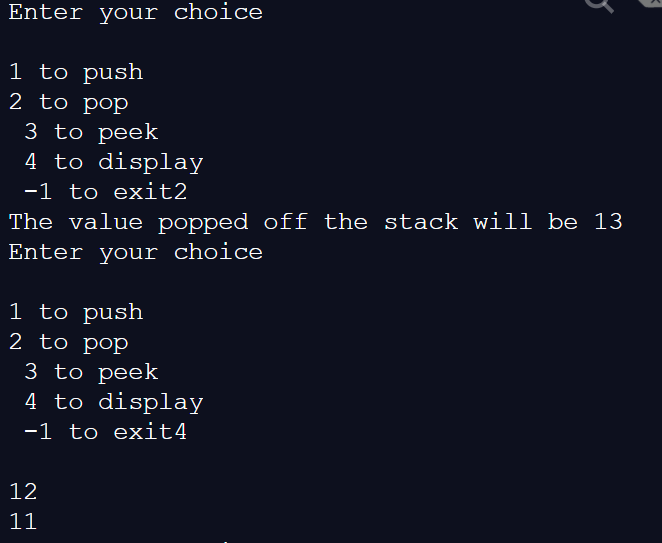 Enter your choice
1 to push
2 to pop
3 to peek
4 to display
-1 to exit2
The value popped off the stack will be 13
Enter your choice
1 to push
2 to pop
3 to peek
4 to display
-1 to exit4
12
11